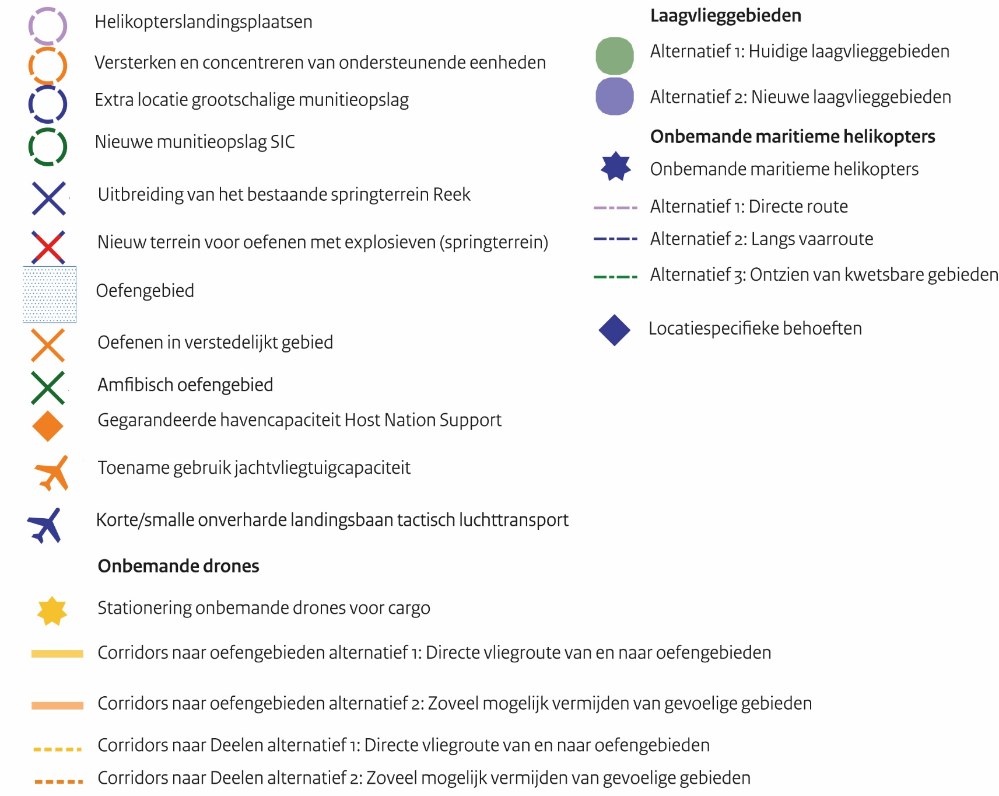 Helikopterslandingsplaatsen
Versterken en concentreren van ondersteunende eenheden
Extra locatie grootschalige munitieopslag
Nieuwe munitieopslag SIC
Uitbreiding van het bestaande springterrein Reek
Nieuw terrein voor oefenen met explosieven (springterrein)
Oefengebied
Oefenen in verstedelijkt gebied
Amfibisch oefengebied
Gegarandeerde havencapaciteit Host Nation Support
Toename gebruik jachtvliegtuigcapaciteit
Korte/smalle onverharde landingsbaan tactisch luchttransport
Onbemande drones
Stationering onbemande drones voor cargo
Corridors naar oefengebieden alternatief 1: Directe vliegroute van en naar oefengebieden
Corridors naar oefengebieden alternatief 2: Zoveel mogelijk vermijden van gevoelige gebieden
Corridors naar Deelen alternatief 1: Directe vliegroute van en naar oefengebieden
Corridors naar Deelen alternatief 2: Zoveel mogelijk vermijden van gevoelige gebieden
Laagvlieggebieden
Alternatief 1: Huidige laagvlieggebieden
Alternatief 2: Nieuwe laagvlieggebieden
Onbemande maritieme helikopters
Onbemande maritieme helikopters
Alternatief 1: Directe route
Alternatief 2: Langs vaarroute
Alternatief 3: Ontzien van kwetsbare gebieden
Locatiespecifieke behoeften